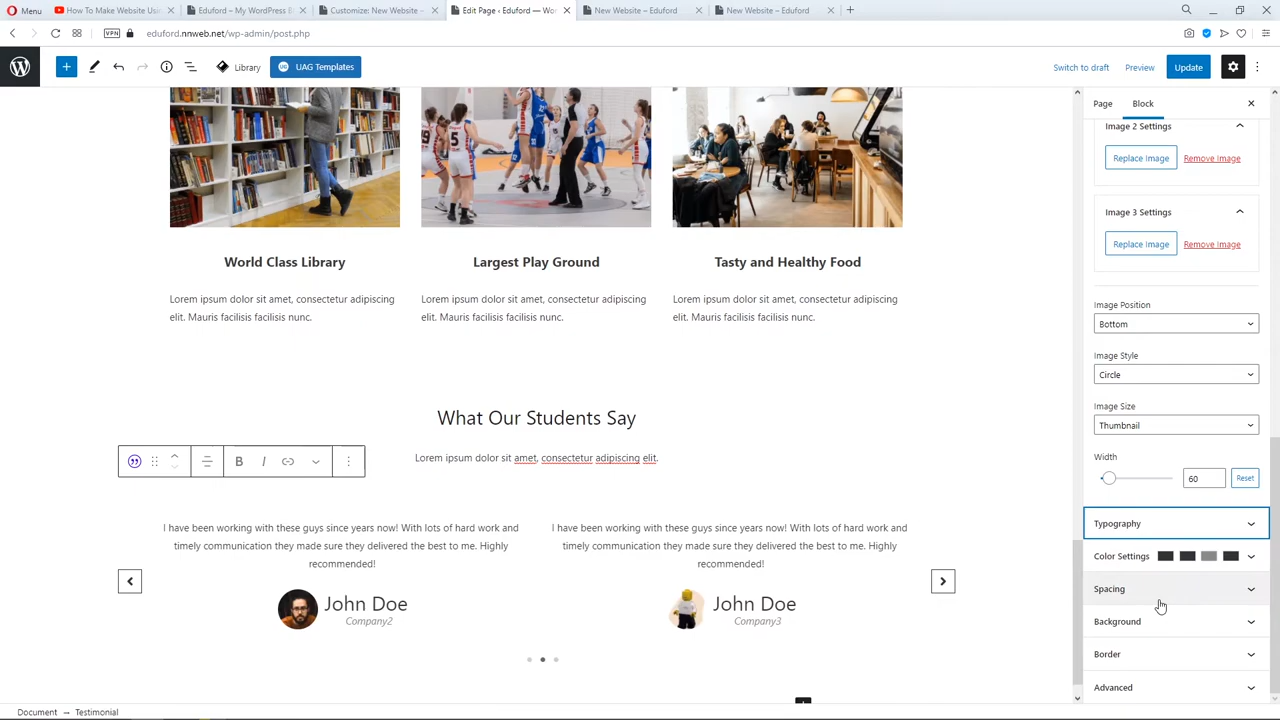 Menu
How To Make Website Using
Eduford – My WordPress B
Customize: New Website –
Edit Page ‹ Eduford — Wo
New Website – Eduford
New Website – Eduford
VPN
eduford.nnweb.net/wp-admin/post.php
Library
UAG Templates
Switch to draft
Preview
Update
Page
Block
Image 2 Settings
Replace Image
Remove Image
Image 3 Settings
Replace Image
Remove Image
Image Position
Bottom
Image Style
Circle
Image Size
Thumbnail
Width
60
Reset
Typography
Color Settings
Spacing
Background
Border
Advanced
World Class Library
Largest Play Ground
Tasty and Healthy Food
Lorem ipsum dolor sit amet, consectetur adipiscing
elit. Mauris facilisis facilisis nunc.
Lorem ipsum dolor sit amet, consectetur adipiscing
elit. Mauris facilisis facilisis nunc.
Lorem ipsum dolor sit amet, consectetur adipiscing
elit. Mauris facilisis facilisis nunc.
What Our Students Say
B
I
Lorem ipsum dolor sit amet, consectetur adipiscing elit.
I have been working with these guys since years now! With lots of hard work and
timely communication they made sure they delivered the best to me. Highly
recommended!
John Doe
Company2
I have been working with these guys since years now! With lots of hard work and
timely communication they made sure they delivered the best to me. Highly
recommended!
John Doe
Company3
Document → Testimonial